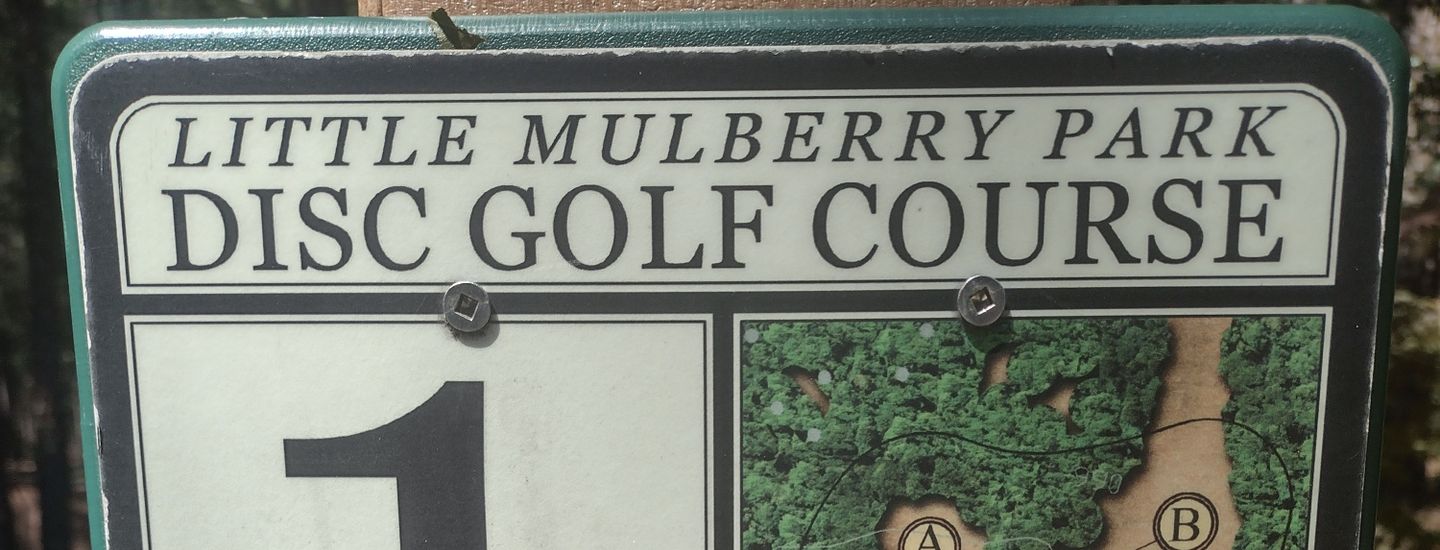 LITTLE MULBERRY PARK
DISC GOLF COURSE
1
A
B